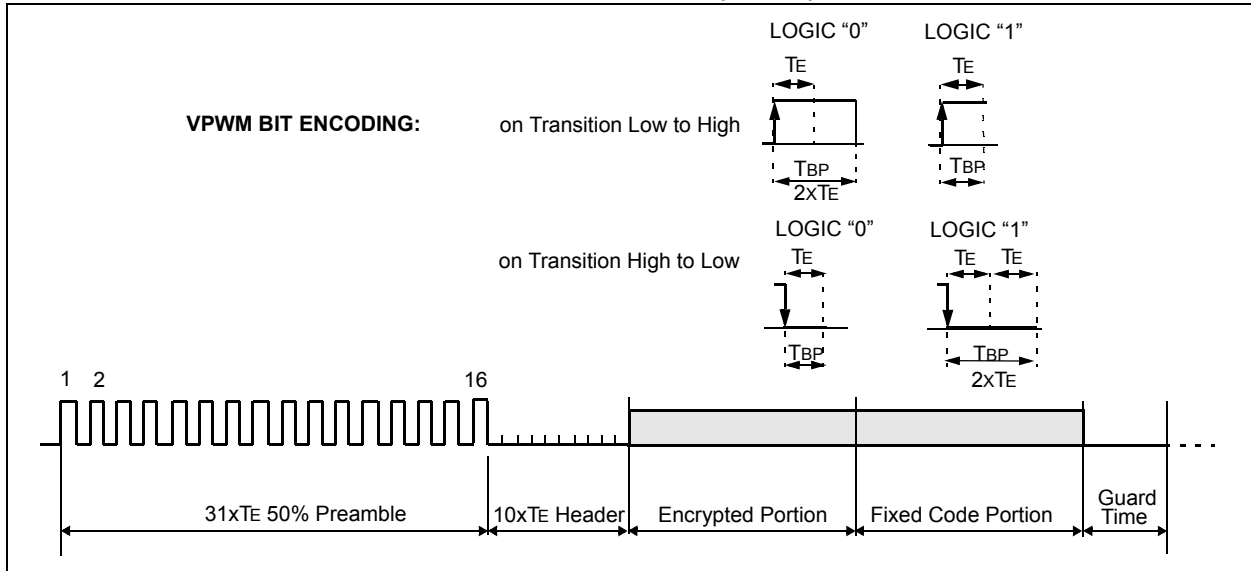 LOGIC “0” LOGIC “1”
TE TE
VPWM BIT ENCODING: on Transition Low to High
TBP TBP
2XTE
LOGIC “0” LOGIC “1”
on Transition High to Low TE TE TE
TBP TBP
2XTE
1 2 16
31xTE 50% Preamble 10xTE Header Encrypted Portion Fixed Code Portion Guard
Time